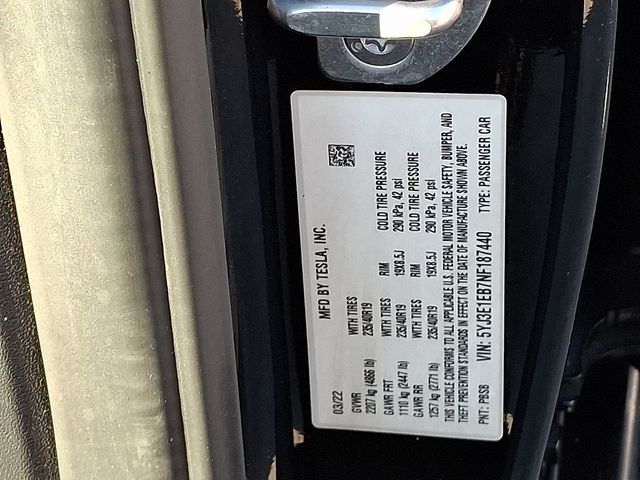 MFD BY TESLA, INC.
03/22
GVWR WITH TIRES
2207 kg (4866 lb) 235/40R19
GAWR FRT WITH TIRES RIM COLD TIRE PRESSURE
1110 kg (2447 lb) 235/40R19 19X8.5J 290 kPa, 42 psi
GAWR RR WITH TIRES RIM COLD TIRE PRESSURE
1257 kg (2771 lb) 235/40R19 19X8.5J 290 kPa, 42 psi
THIS VEHICLE CONFORMS TO ALL APPLICABLE U.S. FEDERAL MOTOR VEHICLE SAFETY, BUMPER, AND
THEFT PREVENTION STANDARDS IN EFFECT ON THE DATE OF MANUFACTURE SHOWN ABOVE.
PNT: PBSB VIN: 5YJ3E1EB7NF187440 TYPE: PASSENGER CAR